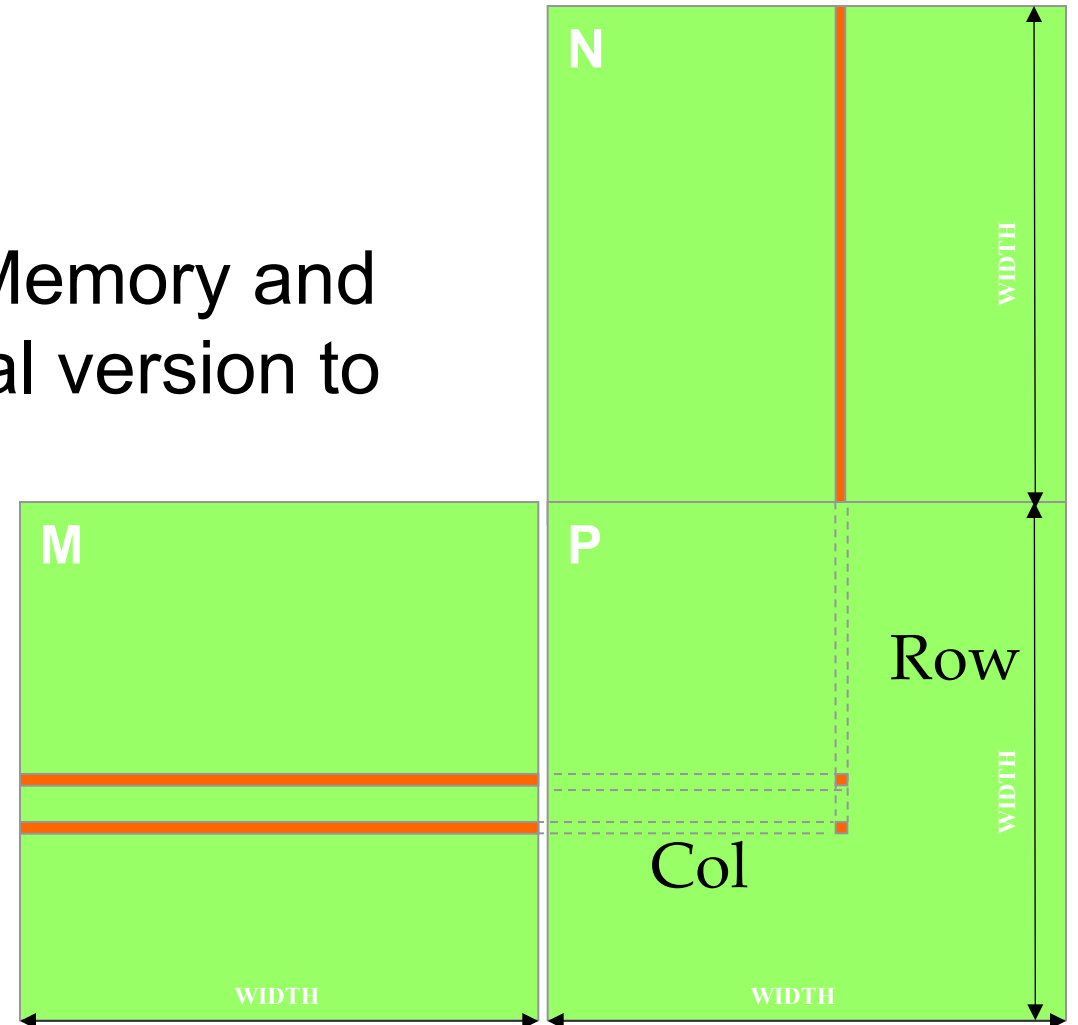 N
WIDTH
Memory and
al version to
M
P
Row
WIDTH
Col
WIDTH
WIDTH